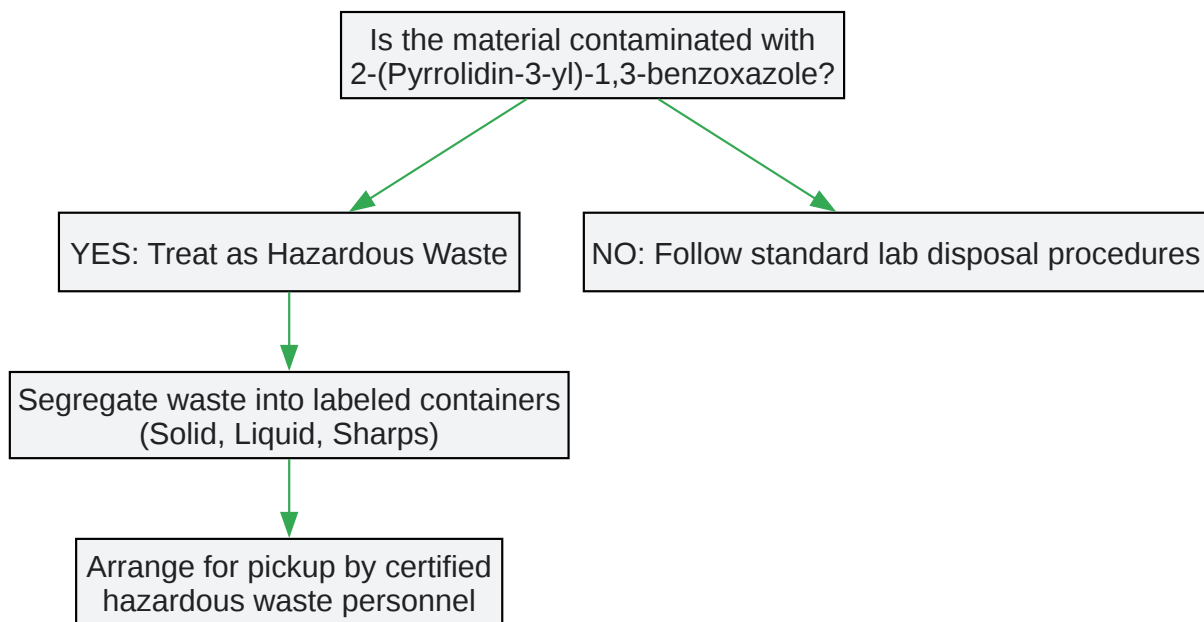 Is the material contaminated with
2-(Pyrrolidin-3-yl)-1,3-benzoxazole?
YES: Treat as Hazardous Waste
NO: Follow standard lab disposal procedures
Segregate waste into labeled containers
(Solid, Liquid, Sharps)
Arrange for pickup by certified
hazardous waste personnel